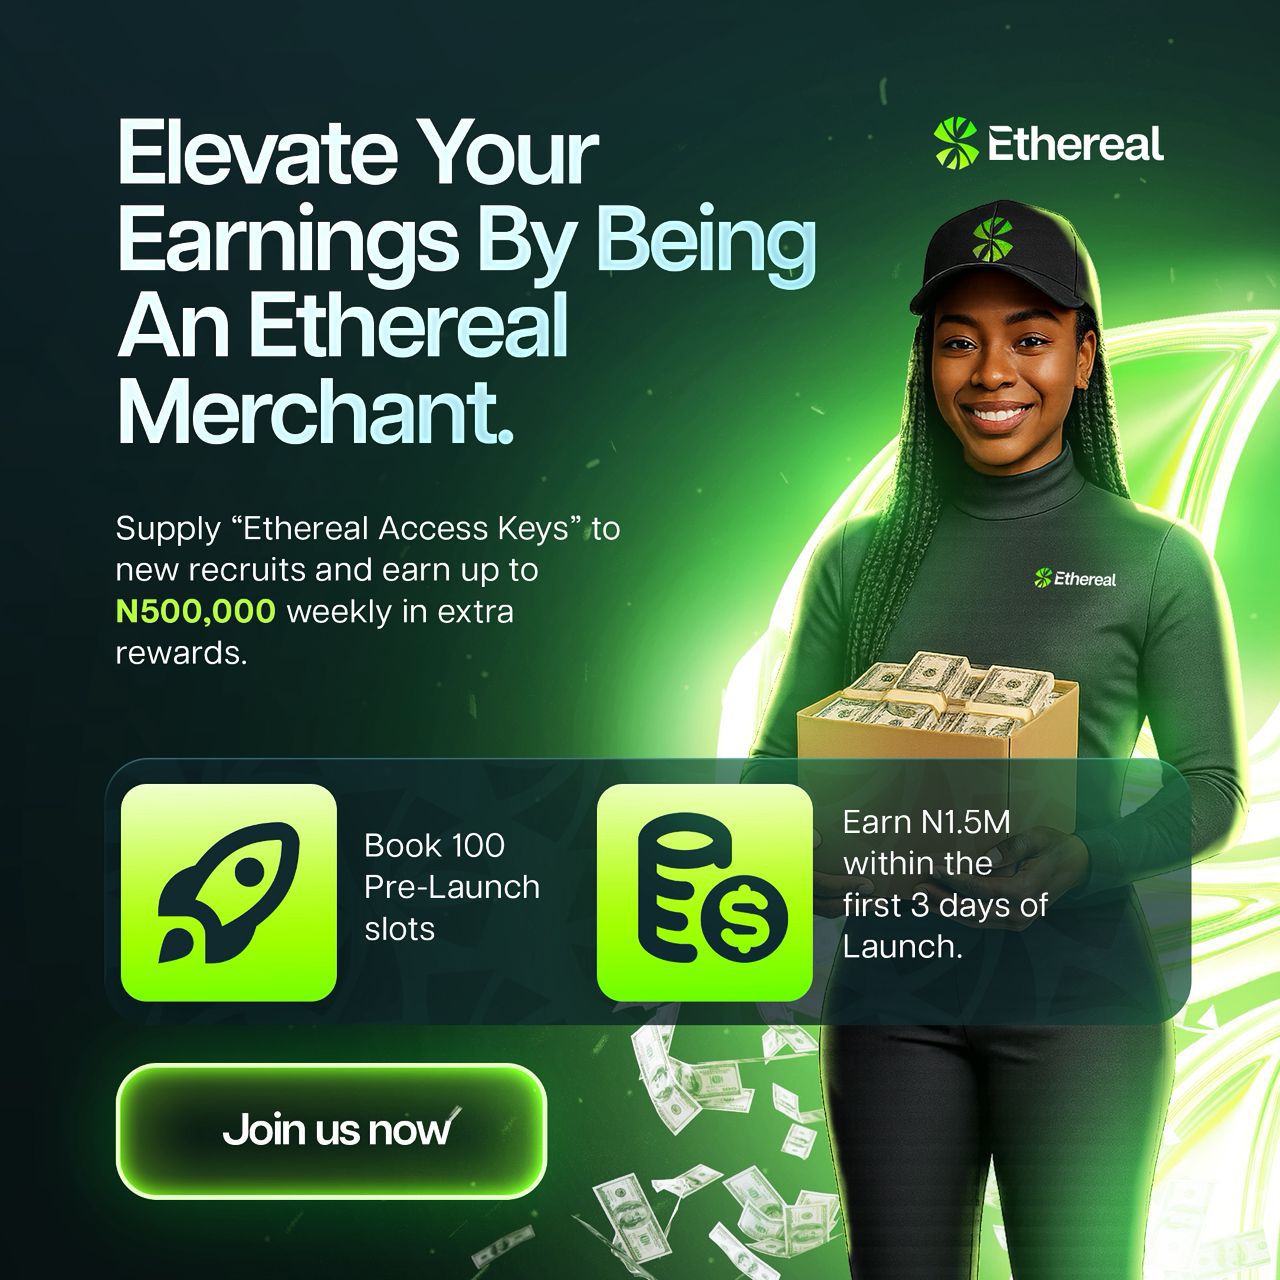 Elevate Your
Earnings By Being
An Ethereal
Merchant.
Ethereal
Supply “Ethereal Access Keys” to
new recruits and earn up to
N500,000 weekly in extra
rewards.
Ethereal
Book 100
Pre-Launch
slots
Earn N1.5M
within the
first 3 days of
Launch.
Join us now